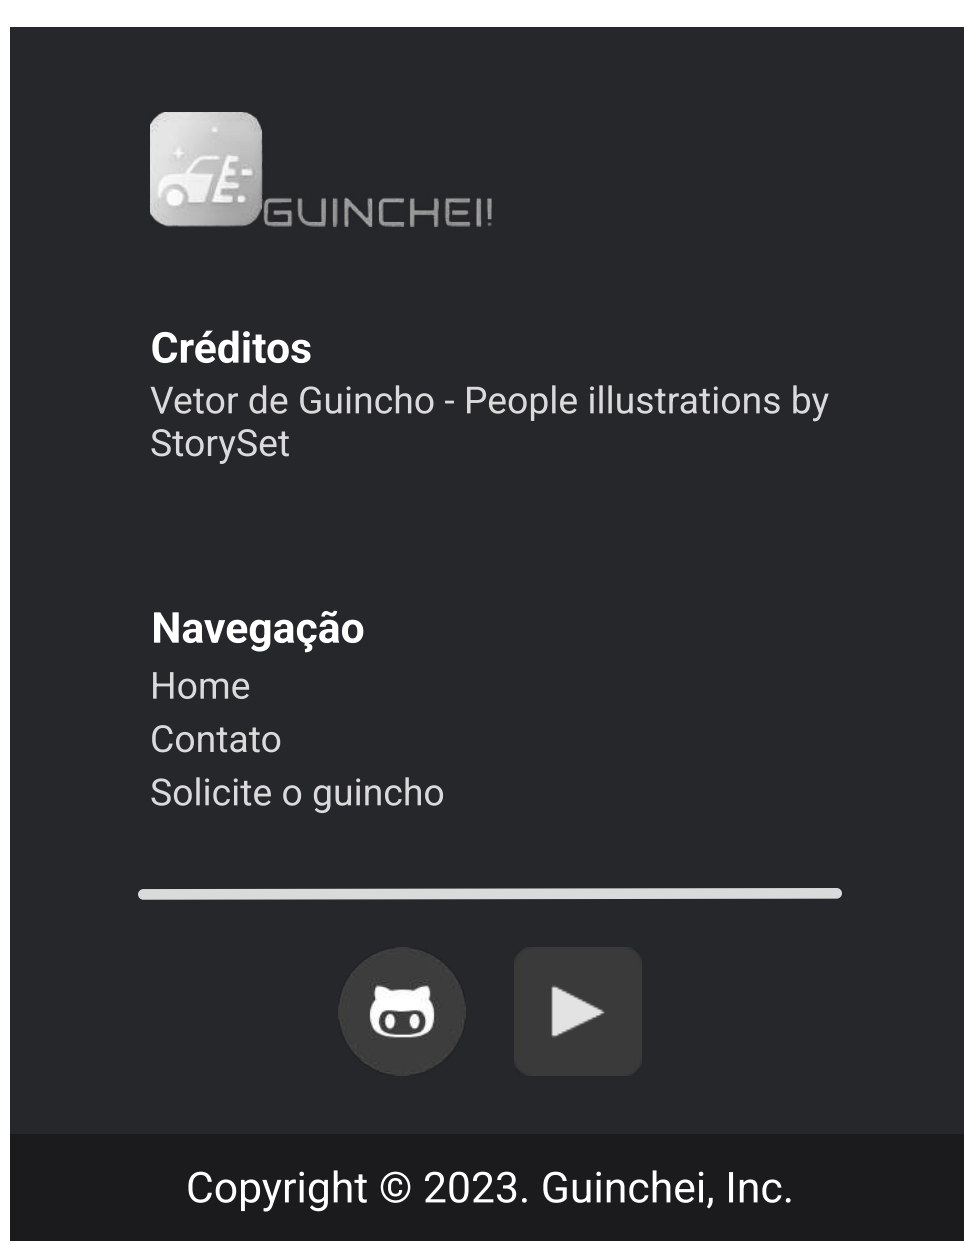 GUINCHEI!
Créditos
Vetor de Guincho - People illustrations by
StorySet
Navegação
Home
Contato
Solicite o guincho
Copyright © 2023. Guinchei, Inc.